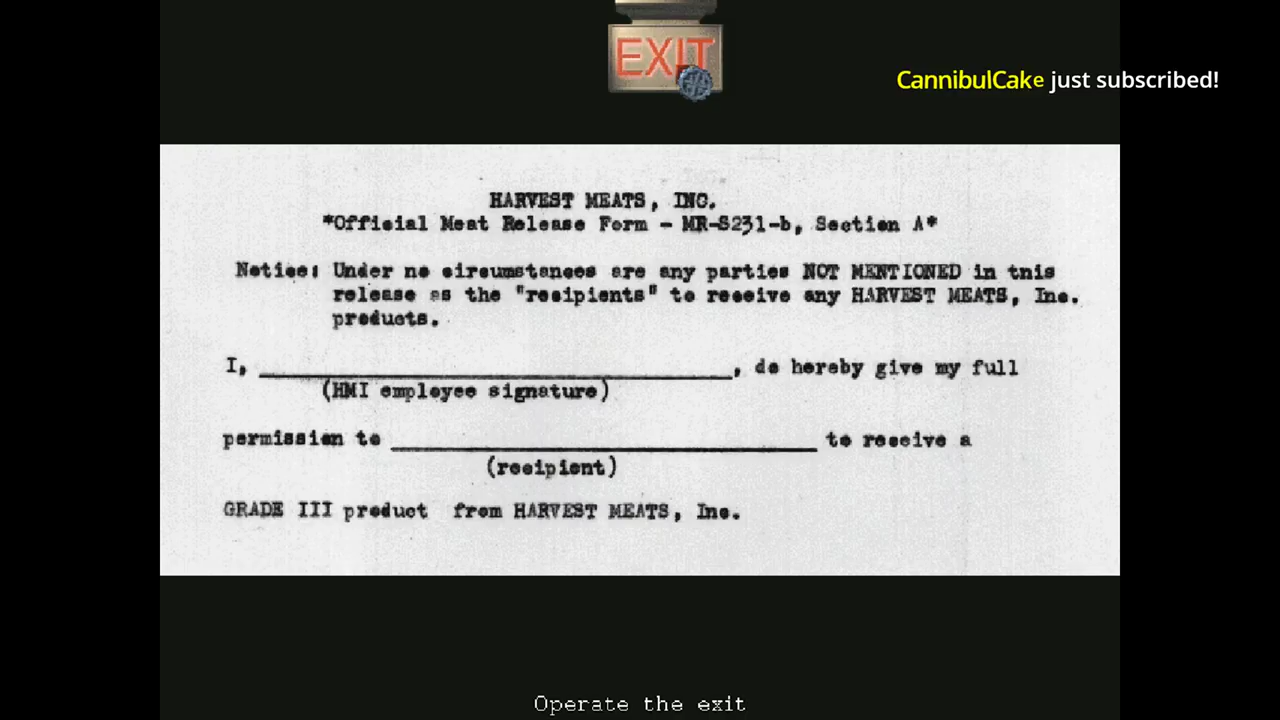 EXIT
CannibulCake just subscribed!
HARVEST MEATS, INC.
*Official Meat Release Form - MR-S231-b, Section A*
Notice: Under no circumstances are any parties NOT MENTIONED in this
release as the "recipients" to receive any HARVEST MEATS, Inc.
products.
I, ____________________, do hereby give my full
(HMI employee signature)
permission to ____________________ to receive a
(recipient)
GRADE III product from HARVEST MEATS, Inc.
Operate the exit